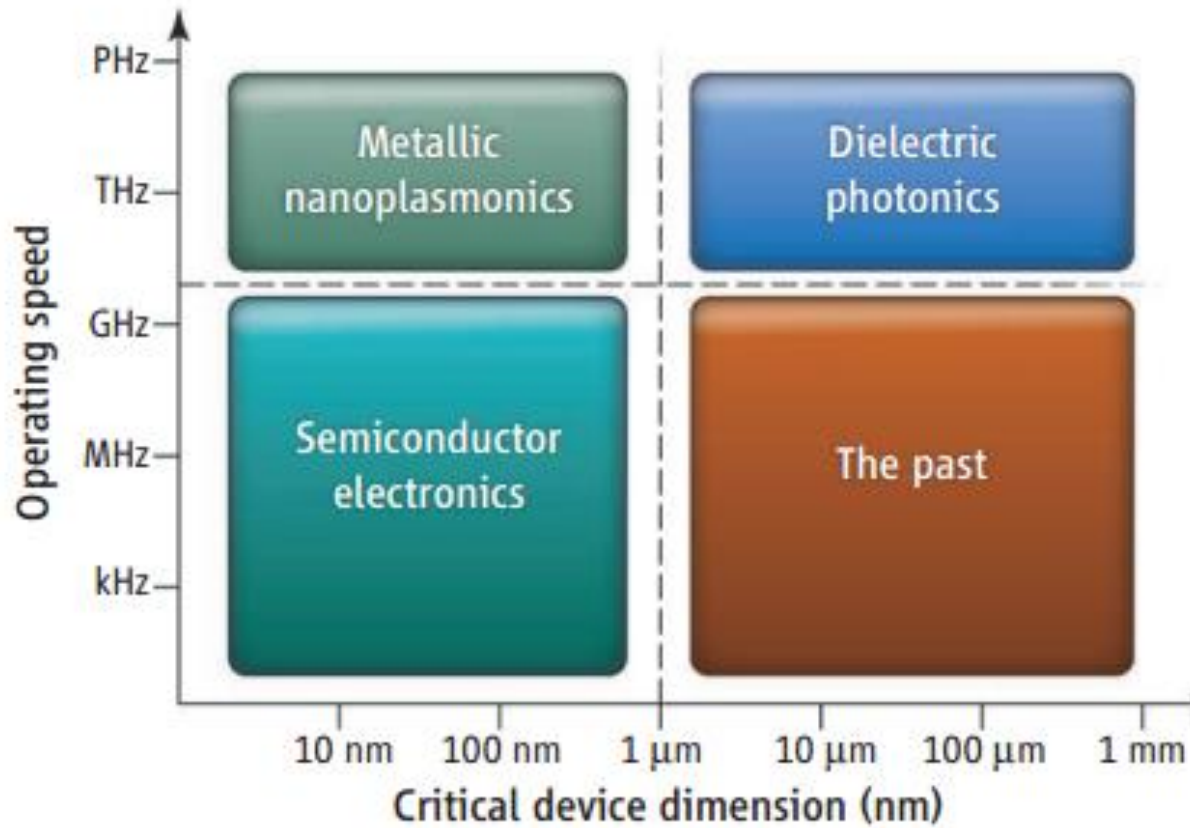 PHz
THz
GHz
MHz
kHz
Operating speed
Metallic
nanoplasmonics
Dielectric
photonics
Semiconductor
electronics
The past
10 nm
100 nm
1 µm
10 µm
100 µm
1 mm
Critical device dimension (nm)